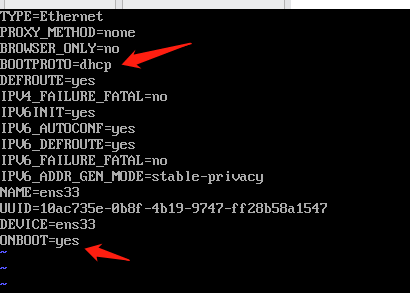 TYPE=Ethernet
PROXY_METHOD=none
BROWSER_ONLY=no
BOOTPROTO=dhcp
DEFROUTE=yes
IPV4_FAILURE_FATAL=no
IPV6INIT=yes
IPV6_AUTOCONF=yes
IPV6_DEFROUTE=yes
IPV6_FAILURE_FATAL=no
IPV6_ADDR_GEN_MODE=stable-privacy
NAME=ens33
UUID=10ac735e-0b8f-4b19-9747-ff28b58a1547
DEVICE=ens33
ONBOOT=yes
~
~
~